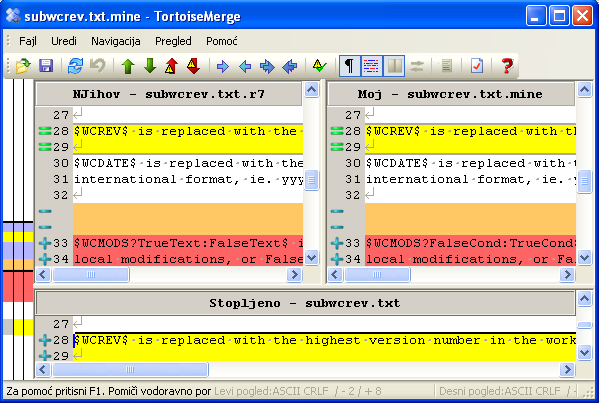 subwcrev.txt.mine - TortoiseMerge
Fajl Uredi Navigacija Pregled Pomoć
NJihov - subwcrev.txt.r7
27
28 $WCREV$ is replaced with the
29
30 $WCDATE$ is replaced with the
31 international format, ie. yyy
32
33 $WCMODS?TrueText:FalseText$ i
34 local modifications, or False
Moj - subwcrev.txt.mine
27
28 $WCREV$ is replaced with th
29
30 $WCDATE$ is replaced with t
31 international format, ie. y
32
33 $WCMODS?FalseCond:TrueCond$
34 local modifications, or Fa
Stopljeno - subwcrev.txt
27
28 $WCREV$ is replaced with the highest version number in the work
29
Za pomoć pritisni F1. Pomiči vodoravno por Levi pogled:ASCII CRLF / - 2 / + 8 Desni pogled:ASCII CRLF / -